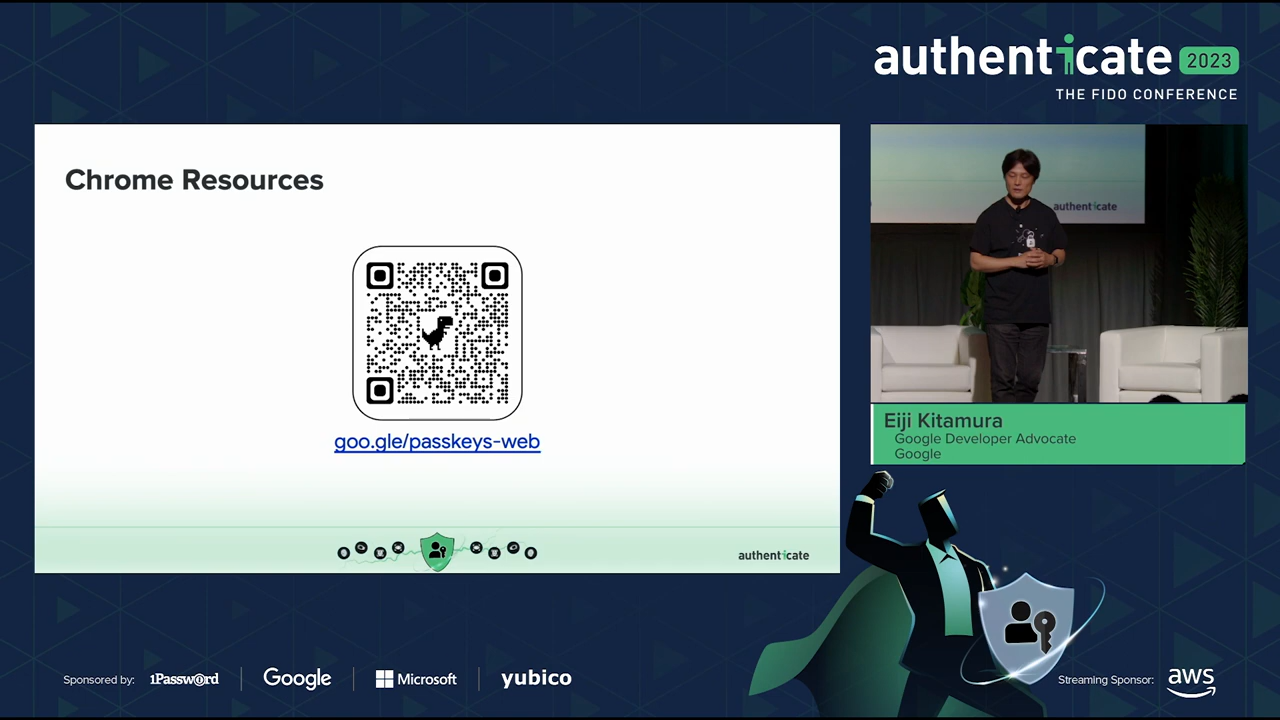 authenticate 2023
THE FIDO CONFERENCE
Chrome Resources
goo.gle/passkeys-web
authenticate
authenticate
Eiji Kitamura
Google Developer Advocate
Google
Sponsored by: 1Password Google Microsoft yubico
Streaming Sponsor: aws